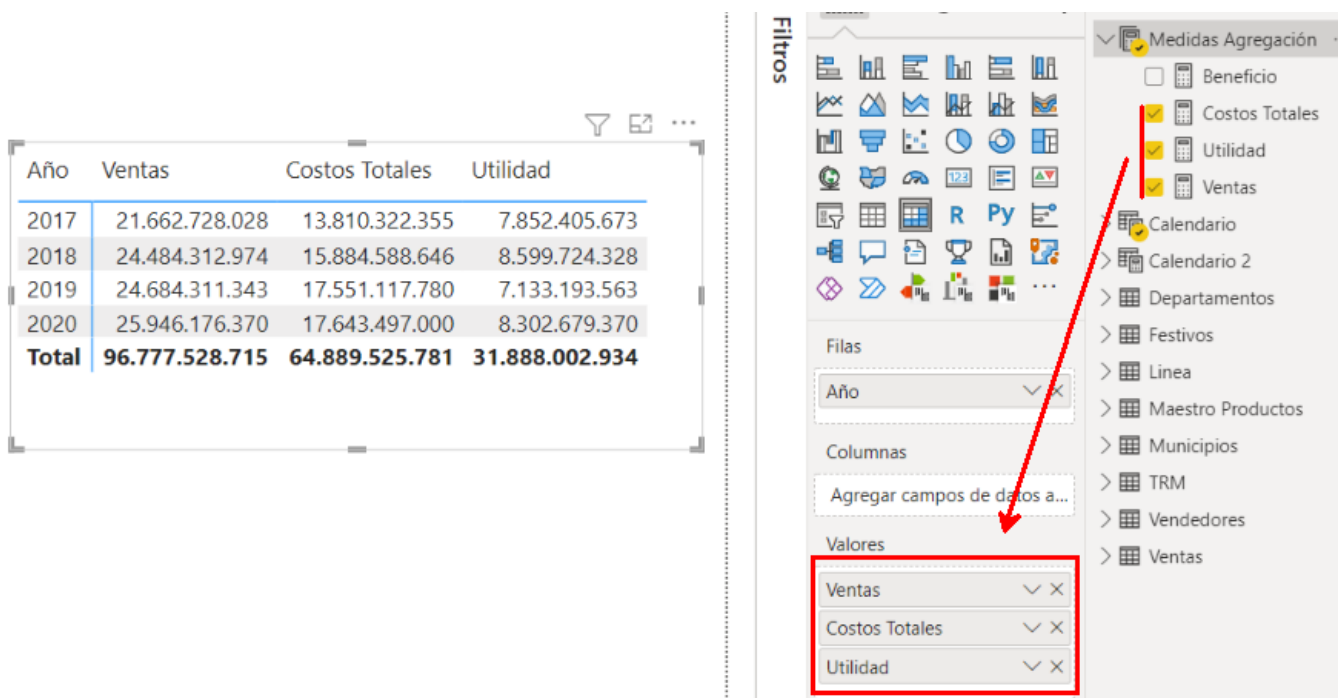 Año Ventas Costos Totales Utilidad
2017 21.662.728.028 13.810.322.355 7.852.405.673
2018 24.484.312.974 15.884.588.646 8.599.724.328
2019 24.684.311.343 17.551.117.780 7.133.193.563
2020 25.946.176.370 17.643.497.000 8.302.679.370
Total 96.777.528.715 64.889.525.781 31.888.002.934
Filtros
123
R Py
Filas
Año
Columnas
Agregar campos de datos a...
Valores
Ventas
Costos Totales
Utilidad
Medidas Agregación
Beneficio
Costos Totales
Utilidad
Ventas
Calendario
Calendario 2
Departamentos
Festivos
Linea
Maestro Productos
Municipios
TRM
Vendedores
Ventas